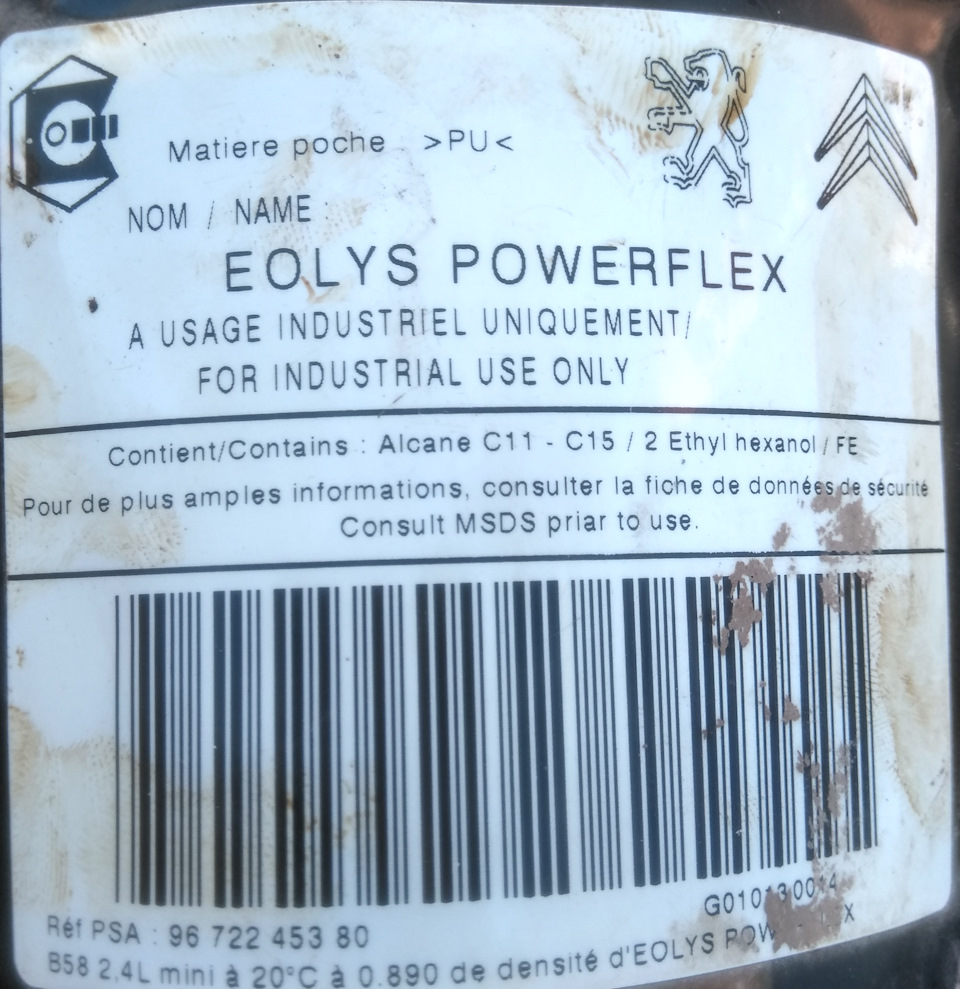 Matiere poche >PU<
NOM / NAME
EOLYS POWERFLEX
A USAGE INDUSTRIEL UNIQUEMENT/
FOR INDUSTRIAL USE ONLY
Contient/Contains : Alcane C11 - C15 / 2 Ethyl hexanol / FE
Pour de plus amples informations, consulter la fiche de données de sécurité
Consult MSDS priar to use.
Réf PSA : 96 722 453 80
B58 2,4L mini à 20°C à 0.890 de densité d'EOLYS